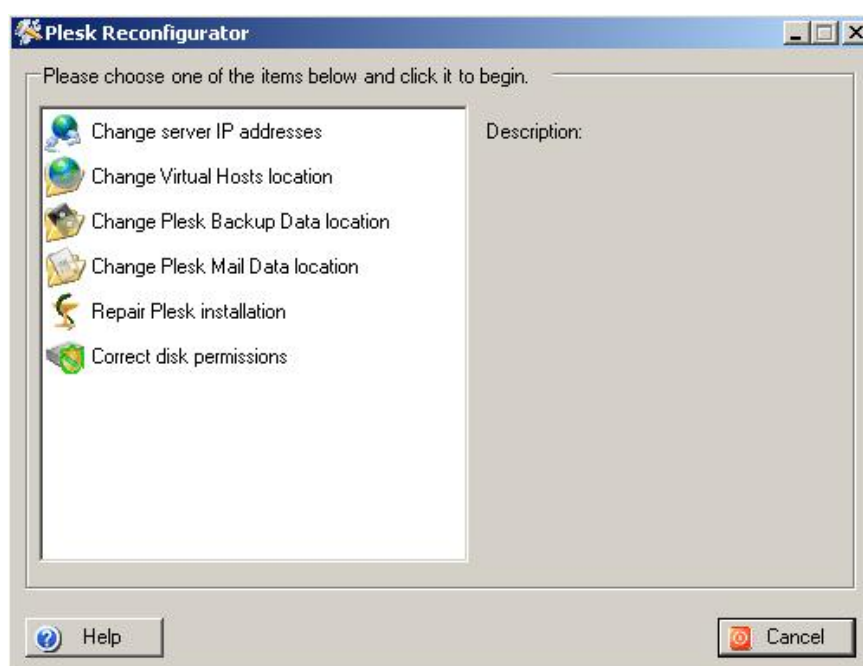 Plesk Reconfigurator
Please choose one of the items below and click it to begin.
Change server IP addresses
Description:
Change Virtual Hosts location
Change Plesk Backup Data location
Change Plesk Mail Data location
Repair Plesk installation
Correct disk permissions
Help
Cancel